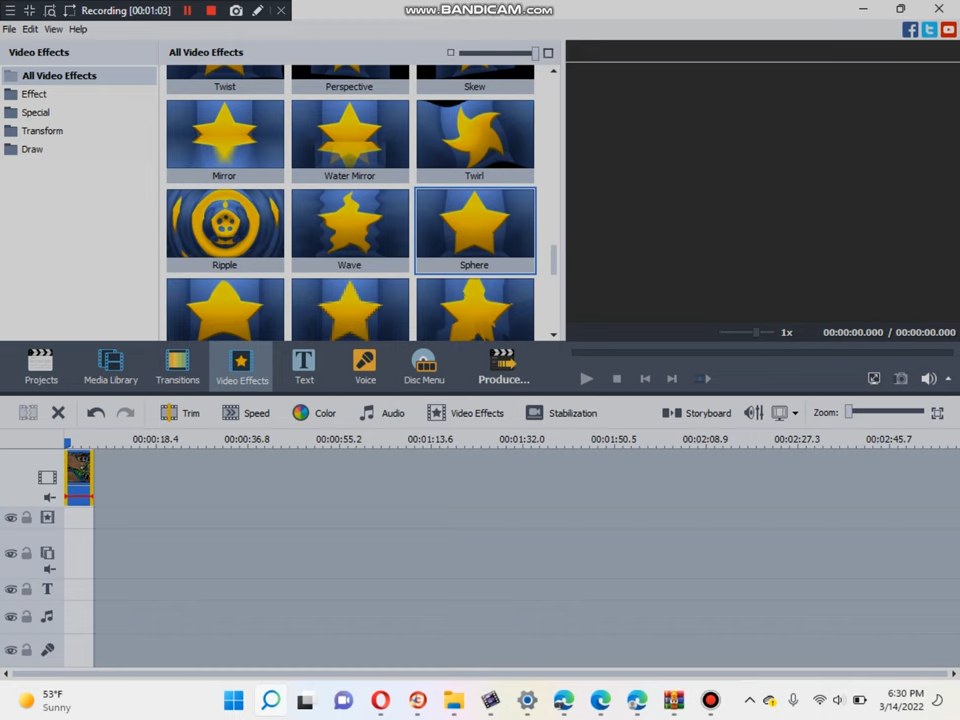 Recording [00:01:03]
www.BANDICAM.com
File Edit View Help
Video Effects
All Video Effects
Effect
Special
Transform
Draw
All Video Effects
Twist Perspective Skew
Mirror Water Mirror Twirl
Ripple Wave Sphere
1x 00:00:00.000 / 00:00:00.000
Projects Media Library Transitions Video Effects Text Voice Disc Menu Produce...
Trim Speed Color Audio Video Effects Stabilization Storyboard Zoom:
00:00:18.4 00:00:36.8 00:00:55.2 00:01:13.6 00:01:32.0 00:01:50.5 00:02:08.9 00:02:27.3 00:02:45.7
T
53°F
Sunny
6:30 PM
3/14/2022